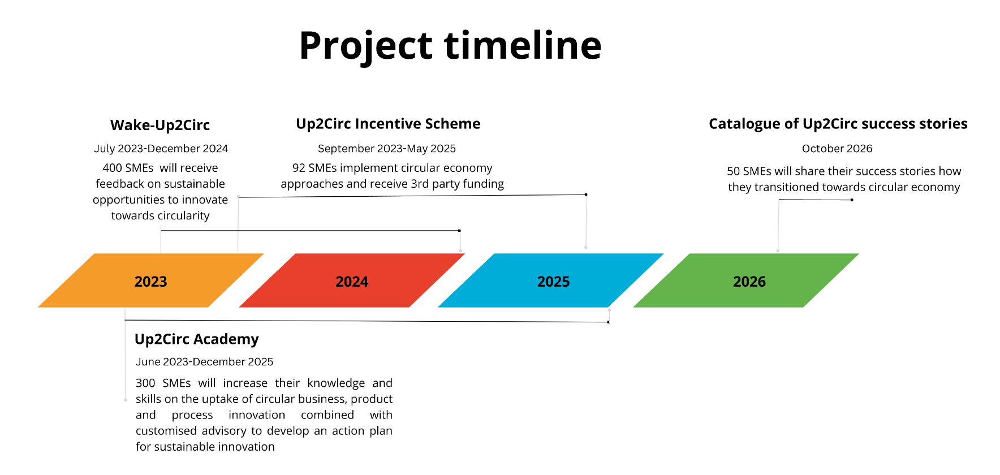 Project timeline
Wake-Up2Circ
July 2023-December 2024
400 SMEs  will receive
feedback on sustainable
opportunities to innovate
towards circularity
Up2Circ Incentive Scheme
September 2023-May 2025
92 SMEs implement circular economy
approaches and receive 3rd party funding
Catalogue of Up2Circ success stories
October 2026
50 SMEs will share their success stories how
they transitioned towards circular economy
2023
2024
2025
2026
Up2Circ Academy
June 2023-December 2025
300 SMEs will increase their knowledge and
skills on the uptake of circular business, product
and process innovation combined with
customised advisory to develop an action plan
for sustainable innovation